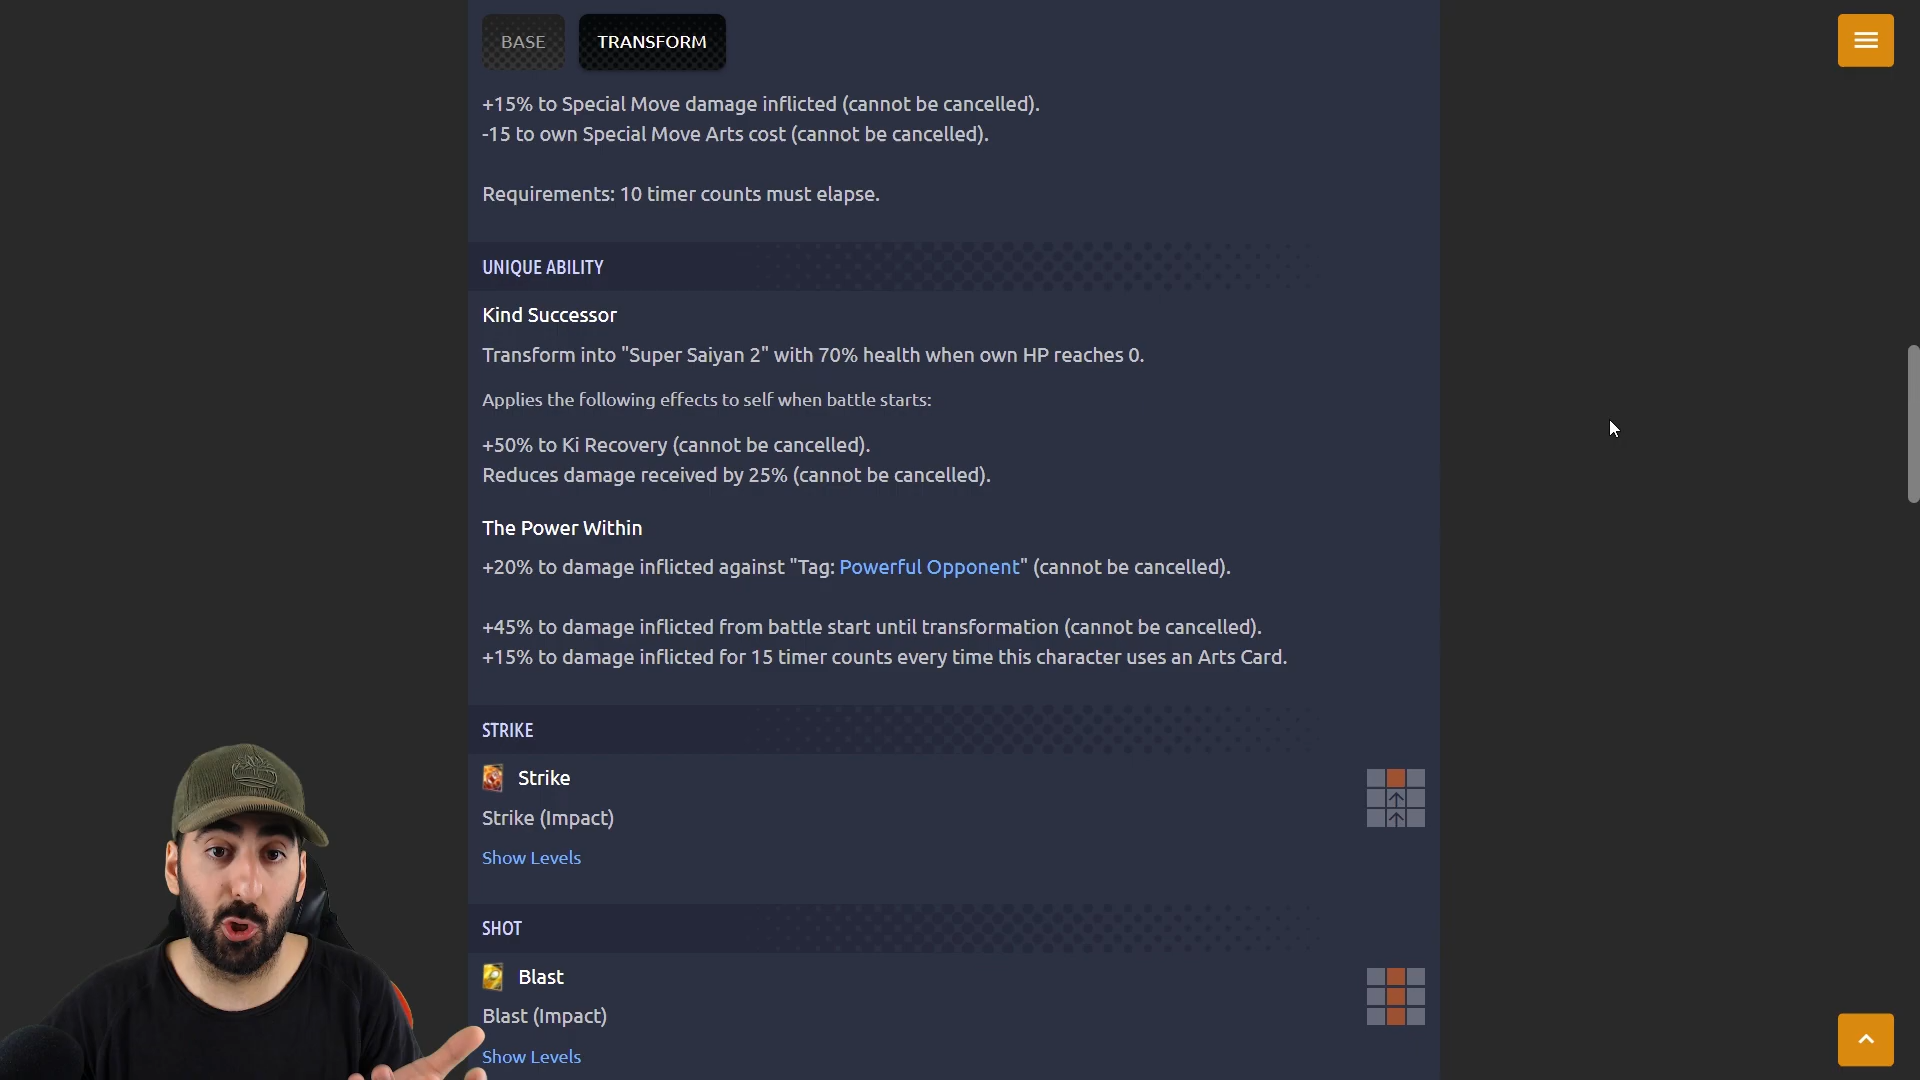 BASE
TRANSFORM
+15% to Special Move damage inflicted (cannot be cancelled).
-15 to own Special Move Arts cost (cannot be cancelled).
Requirements: 10 timer counts must elapse.
UNIQUE ABILITY
Kind Successor
Transform into "Super Saiyan 2" with 70% health when own HP reaches 0.
Applies the following effects to self when battle starts:
+50% to Ki Recovery (cannot be cancelled).
Reduces damage received by 25% (cannot be cancelled).
The Power Within
+20% to damage inflicted against "Tag: Powerful Opponent" (cannot be cancelled).
+45% to damage inflicted from battle start until transformation (cannot be cancelled).
+15% to damage inflicted for 15 timer counts every time this character uses an Arts Card.
STRIKE
Strike
Strike (Impact)
Show Levels
SHOT
Blast
Blast (Impact)
Show Levels